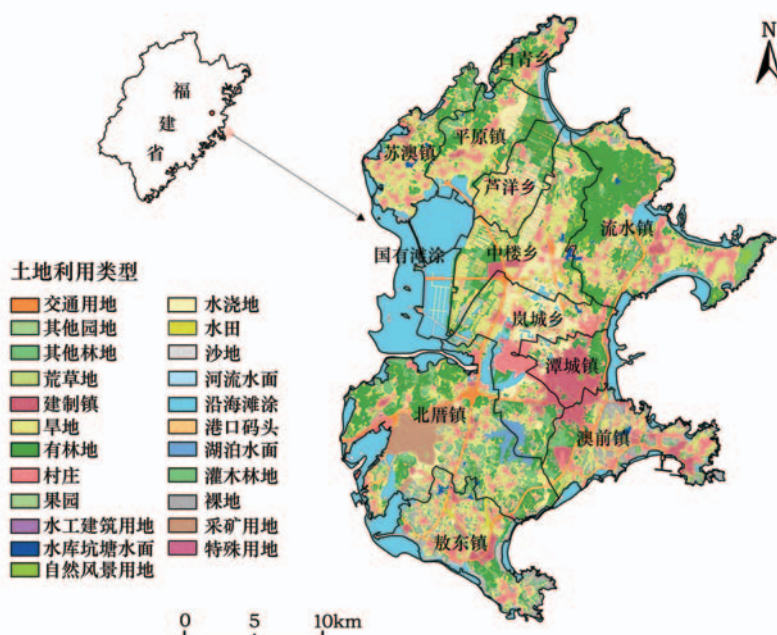 N
福
建
省
白青乡
平原镇
苏澳镇
芦洋乡
流水镇
国有滩涂
中楼乡
岚城乡
潭城镇
北厝镇
澳前镇
敖东镇
土地利用类型
交通用地
其他园地
其他林地
荒草地
建制镇
旱地
有林地
村庄
果园
水工建筑用地
水库坑塘水面
自然风景用地
水浇地
水田
沙地
河流水面
沿海滩涂
港口码头
湖泊水面
灌木林地
裸地
采矿用地
特殊用地
0 5 10km